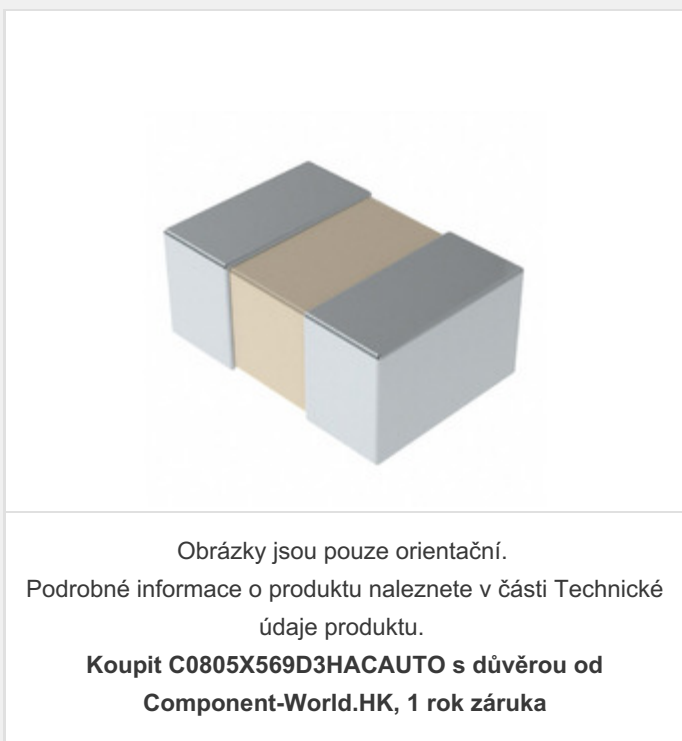 Obrázky jsou pouze orientační.
Podrobné informace o produktu naleznete v části Technické
údaje produktu.
Koupit C0805X569D3HACAUTO s důvěrou od
Component-World.HK, 1 rok záruka